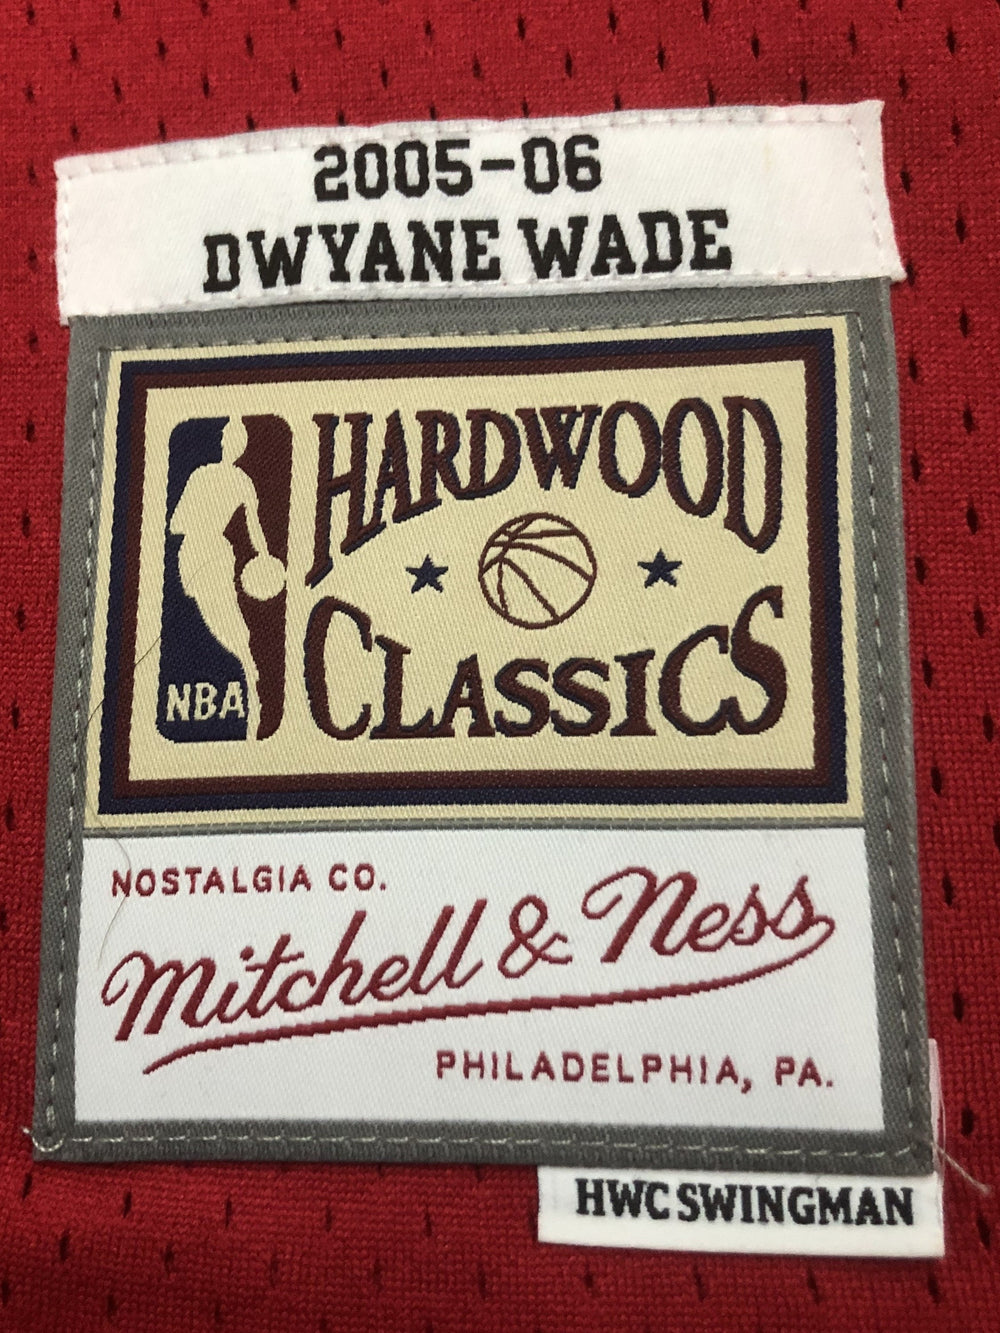 2005-06
DWYANE WADE
HARDWOOD
CLASSICS
NBA
NOSTALGIA CO.
Mitchell & Ness
PHILADELPHIA, PA.
HWC SWINGMAN